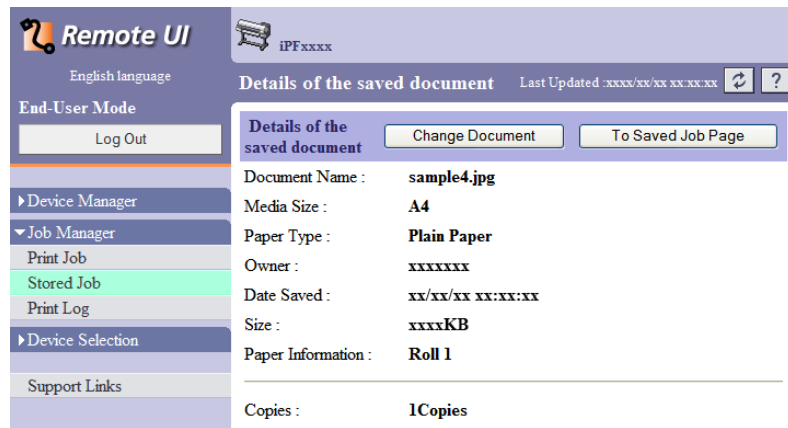 Remote UI
English language
End-User Mode
Log Out
Device Manager
Job Manager
Print Job
Stored Job
Print Log
Device Selection
Support Links
iPFxxxx
Details of the saved document Last Updated :xxxx/xx/xx xx:xx:xx ?
Details of the
saved document Change Document To Saved Job Page
Document Name : sample4.jpg
Media Size : A4
Paper Type : Plain Paper
Owner : xxxxxxx
Date Saved : xx/xx/xx xx:xx:xx
Size : xxxxKB
Paper Information : Roll 1
Copies : 1Copies